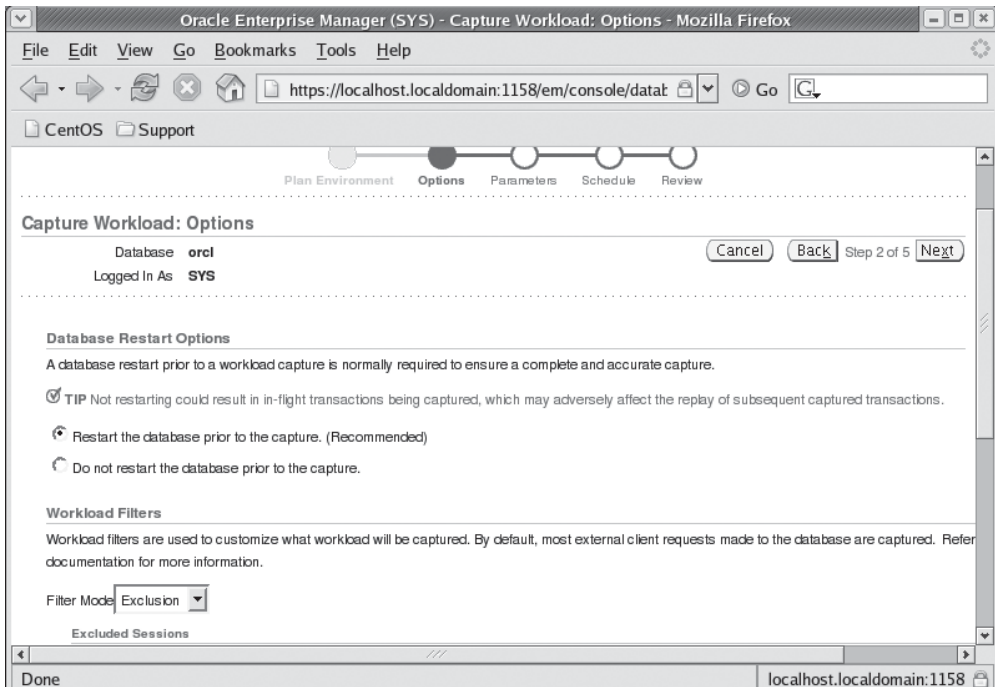 Oracle Enterprise Manager (SYS) - Capture Workload: Options - Mozilla Firefox
File Edit View Go Bookmarks Tools Help
https://localhost.localdomain:1158/em/console/datab Go G
CentOS Support
Plan Environment Options Parameters Schedule Review
Capture Workload: Options
Database orcl
Cancel Back Step 2 of 5 Next
Logged In As SYS
Database Restart Options
A database restart prior to a workload capture is normally required to ensure a complete and accurate capture.
TIP Not restarting could result in in-flight transactions being captured, which may adversely affect the replay of subsequent captured transactions.
Restart the database prior to the capture. (Recommended)
Do not restart the database prior to the capture.
Workload Filters
Workload filters are used to customize what workload will be captured. By default, most external client requests made to the database are captured. Refer
documentation for more information.
Filter Mode Exclusion
Excluded Sessions
Done localhost.localdomain:1158